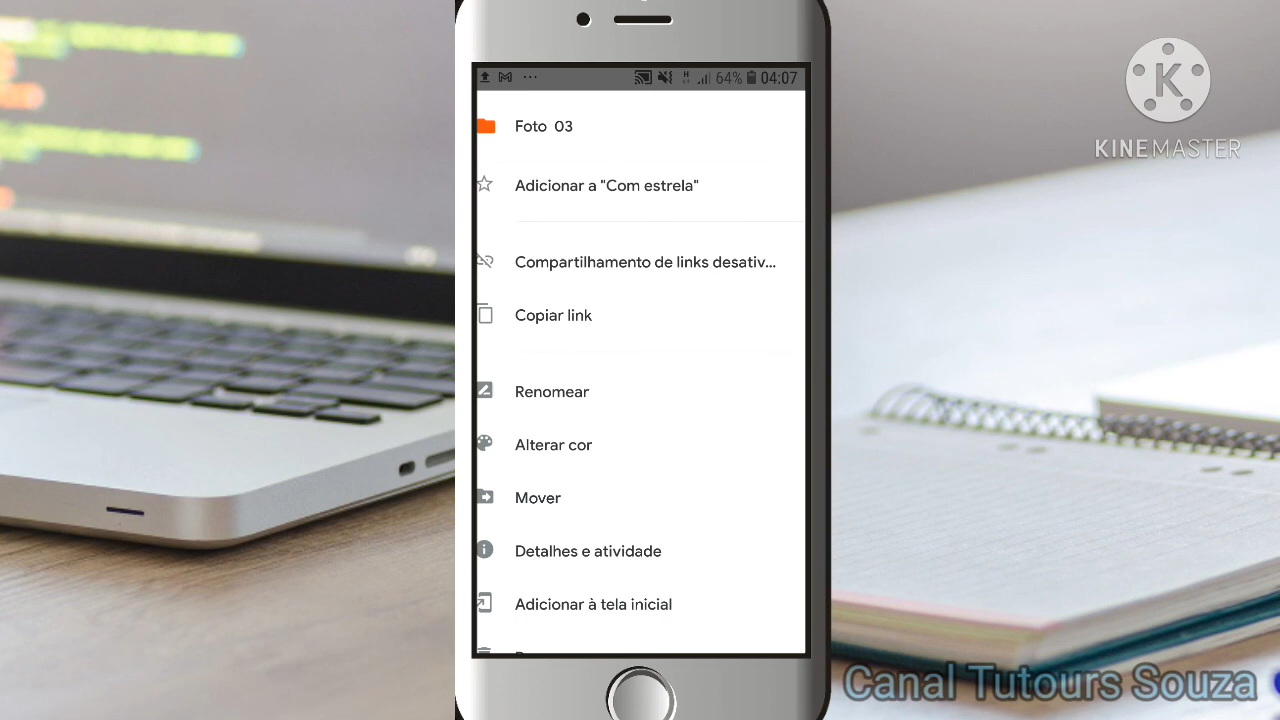 64% 04:07
KINEMASTER
Foto 03
Adicionar a "Com estrela"
Compartilhamento de links desativ...
Copiar link
Renomear
Alterar cor
Mover
Detalhes e atividade
Adicionar à tela inicial
Canal Tutours Souza